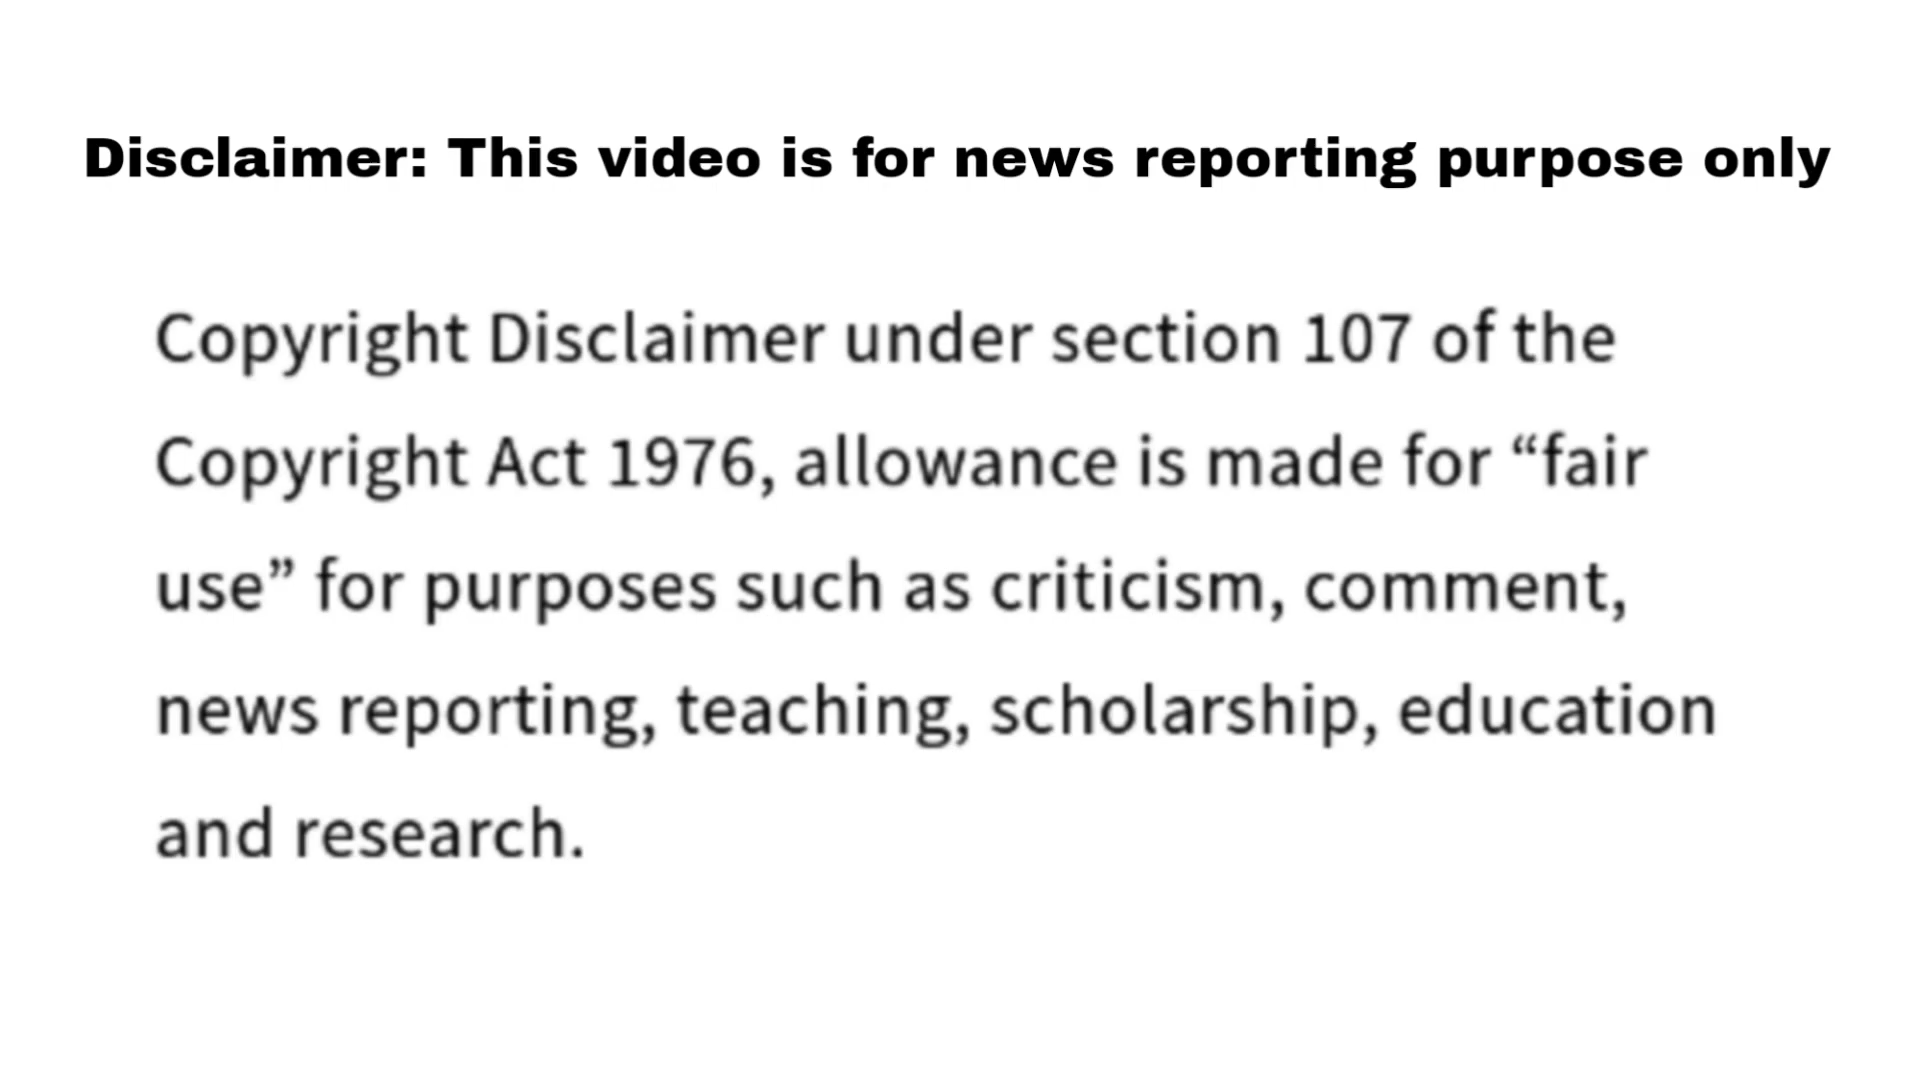 Disclaimer: This video is for news reporting purpose only
Copyright Disclaimer under section 107 of the
Copyright Act 1976, allowance is made for “fair
use” for purposes such as criticism, comment,
news reporting, teaching, scholarship, education
and research.